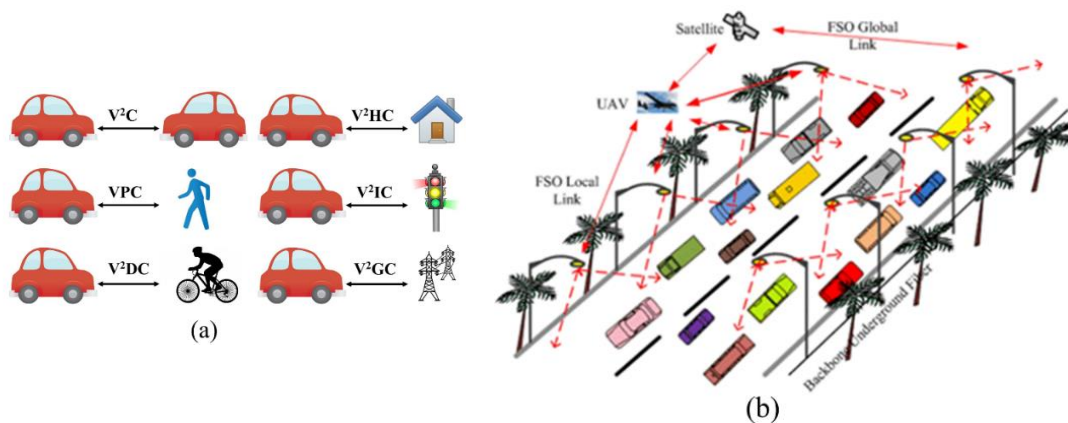 V²C
V²HC
VPC
V²IC
V²DC
V²GC
(a)
Satellite
FSO Global
Link
UAV
FSO Local
Link
Backbone Underground Fiber
(b)